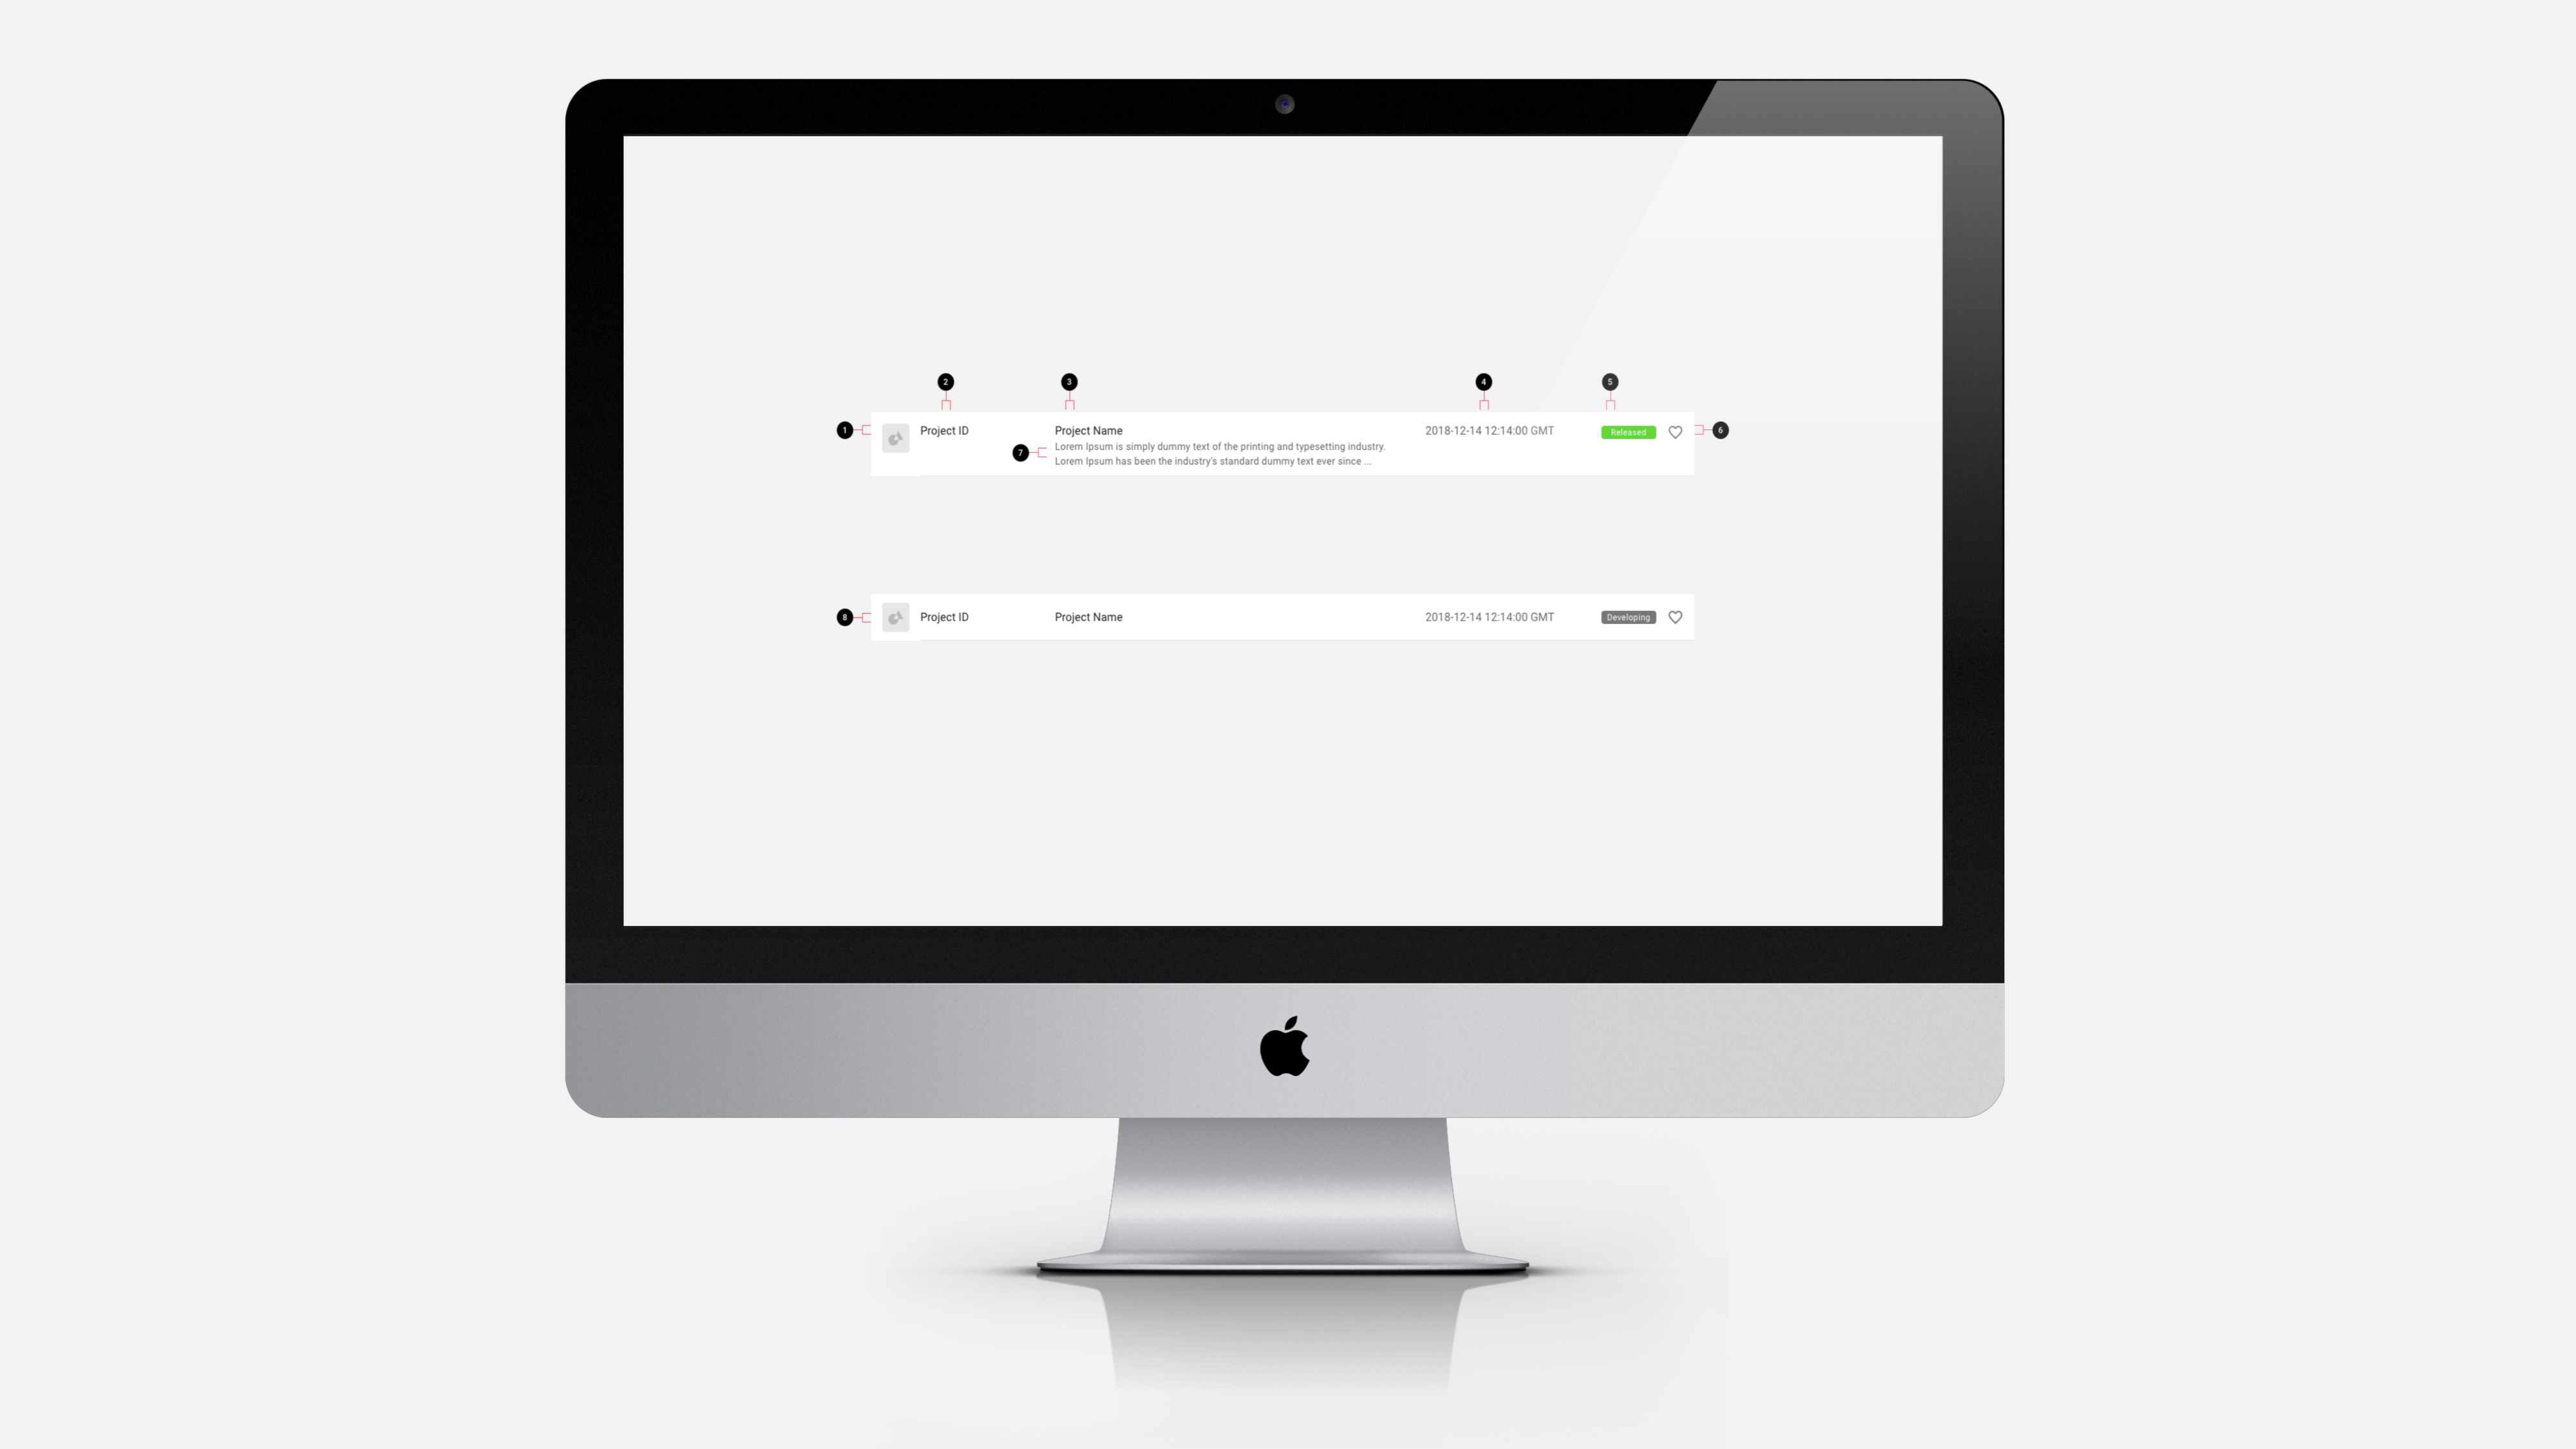 2 3 4 5
1 Project ID Project Name 2018-12-14 12:14:00 GMT Released 6
7 Lorem Ipsum is simply dummy text of the printing and typesetting industry.
Lorem Ipsum has been the industry's standard dummy text ever since ...
8 Project ID Project Name 2018-12-14 12:14:00 GMT Developing